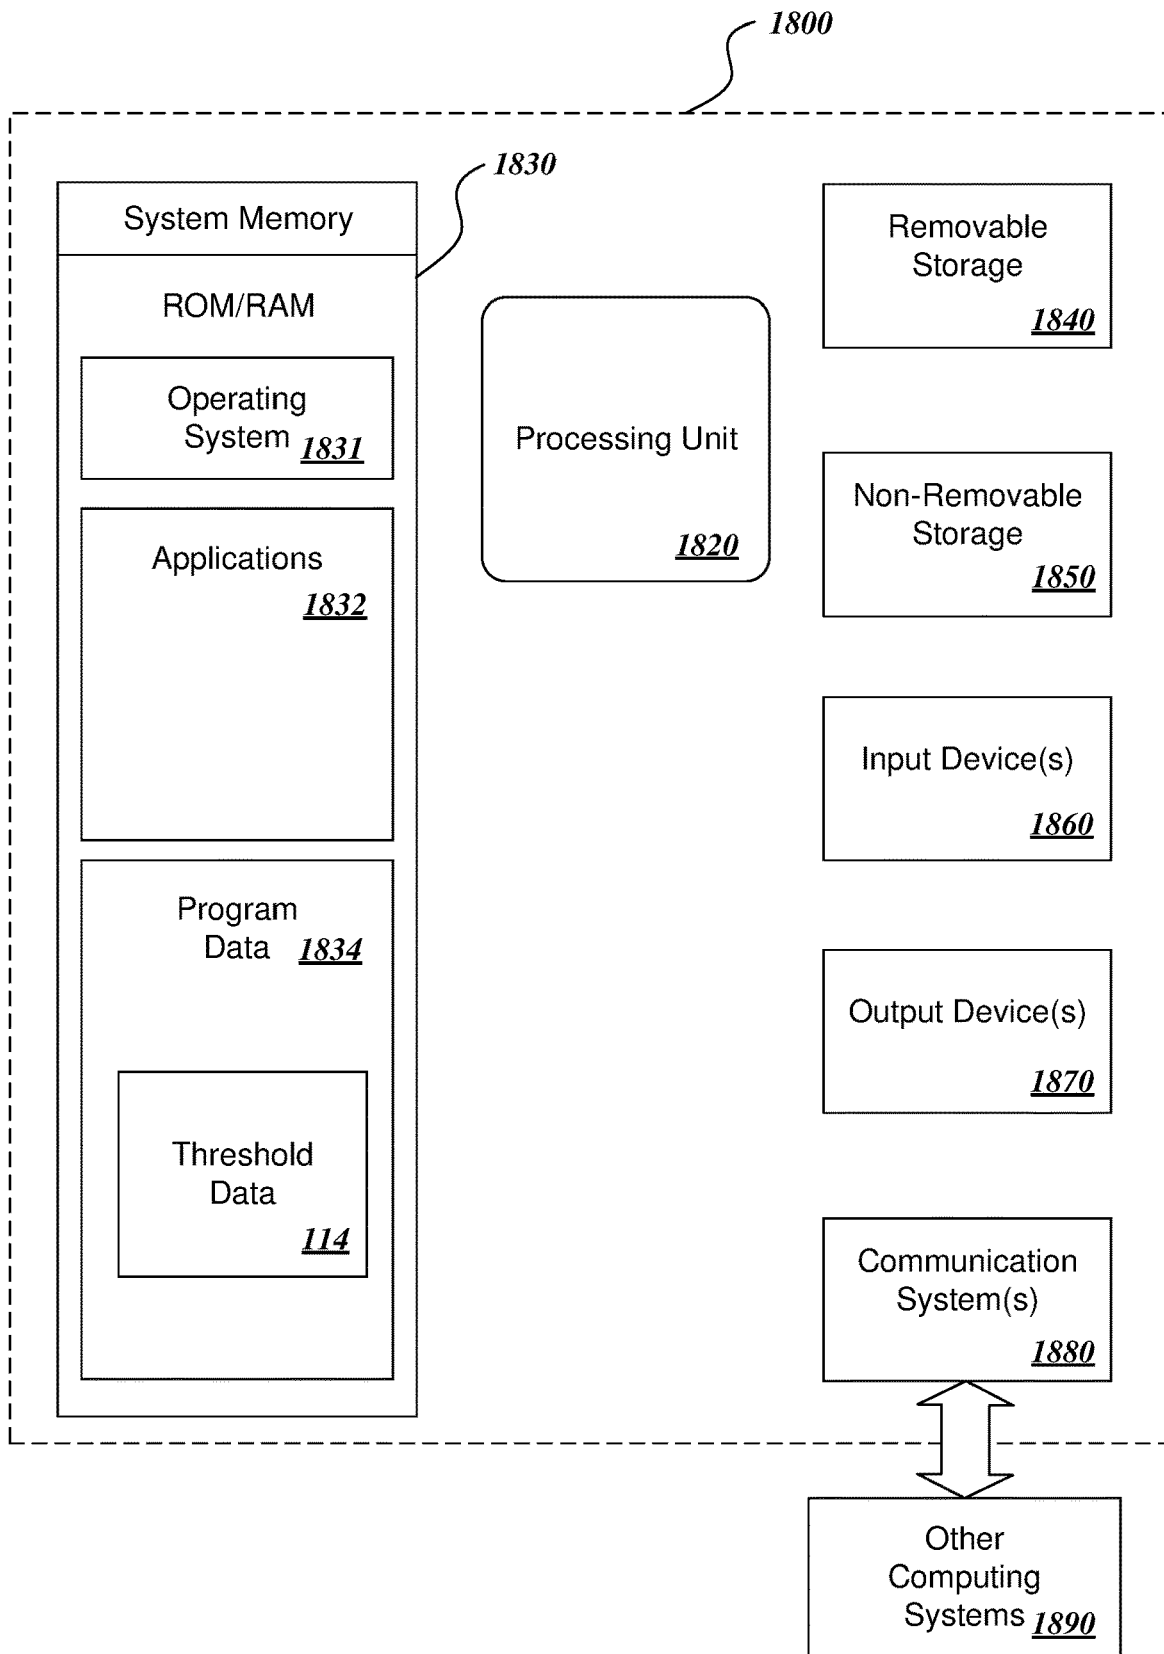 1800
1830
System Memory
ROM/RAM
Operating
System 1831
Applications
1832
Program
Data 1834
Threshold
Data
114
Processing Unit
1820
Removable
Storage
1840
Non-Removable
Storage
1850
Input Device(s)
1860
Output Device(s)
1870
Communication
System(s)
1880
Other
Computing
Systems 1890